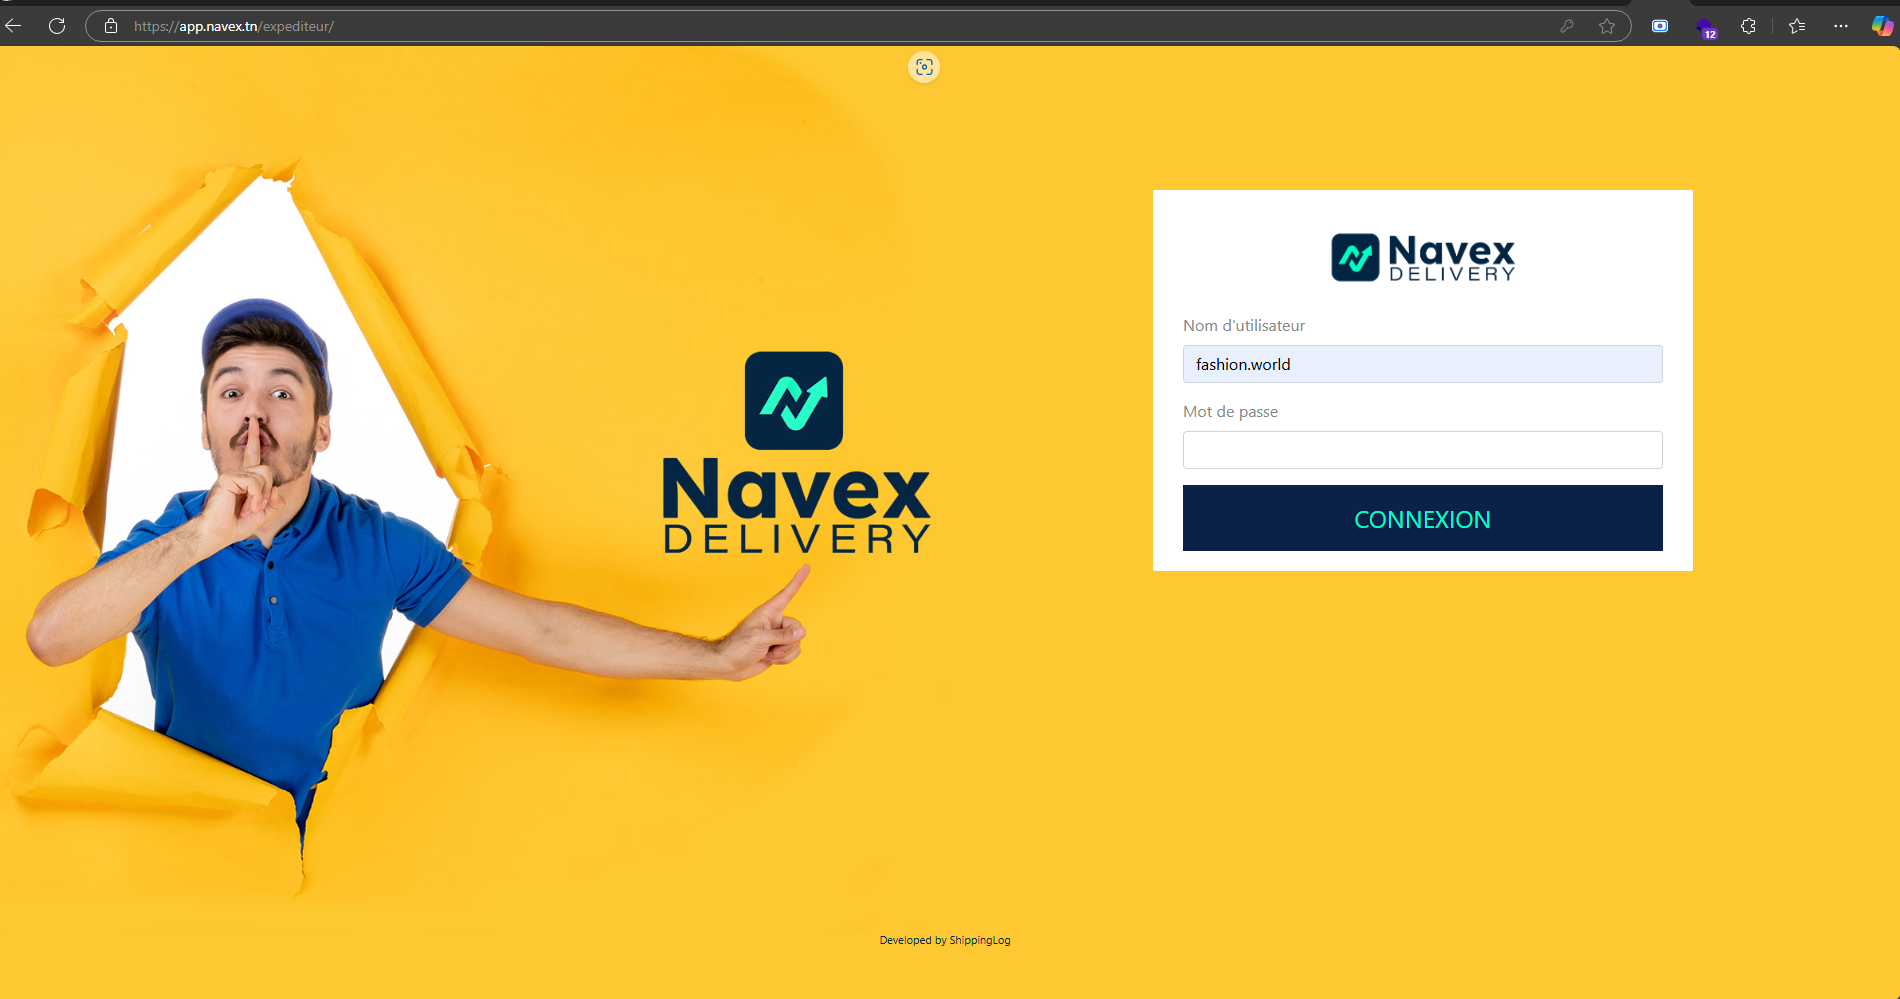 https://app.navex.tn/expediteur/
12
Navex
DELIVERY
Nom d'utilisateur
fashion.world
Mot de passe
CONNEXION
Navex
DELIVERY
Developed by ShippingLog